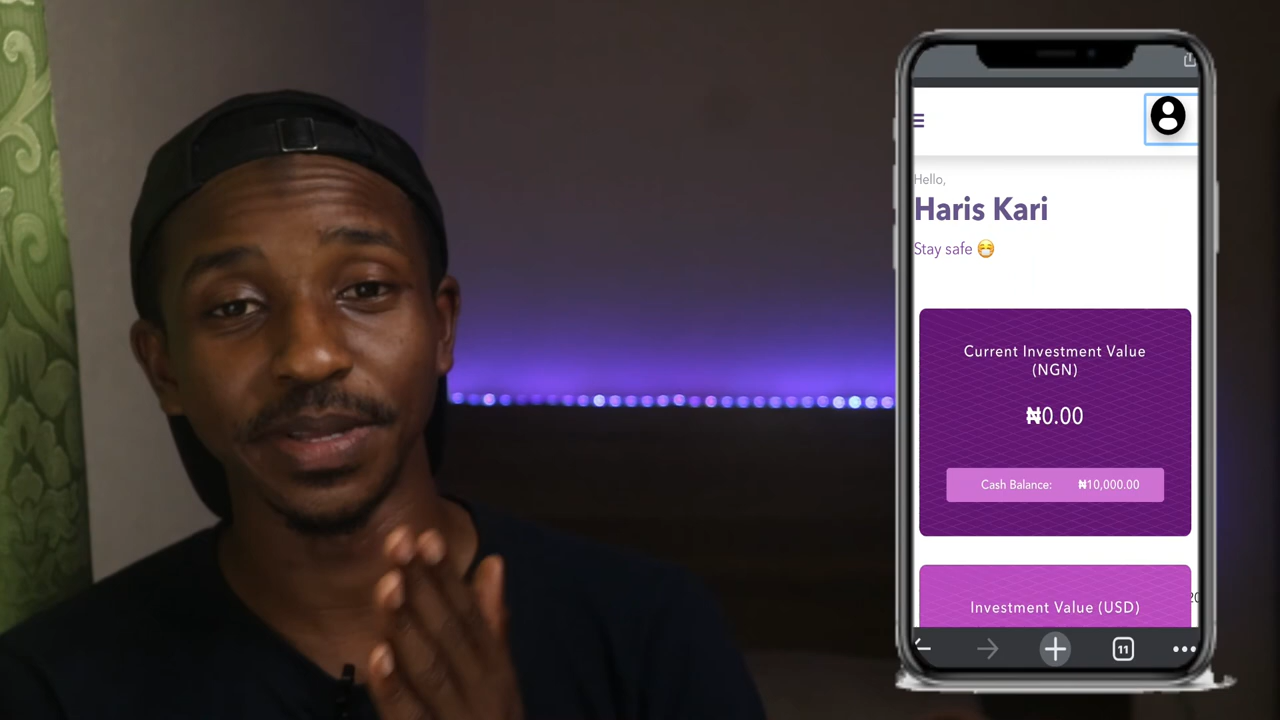 Hello,
Haris Kari
Stay safe 😷
Current Investment Value
(NGN)
₦0.00
Cash Balance: ₦10,000.00
Investment Value (USD)
20
11